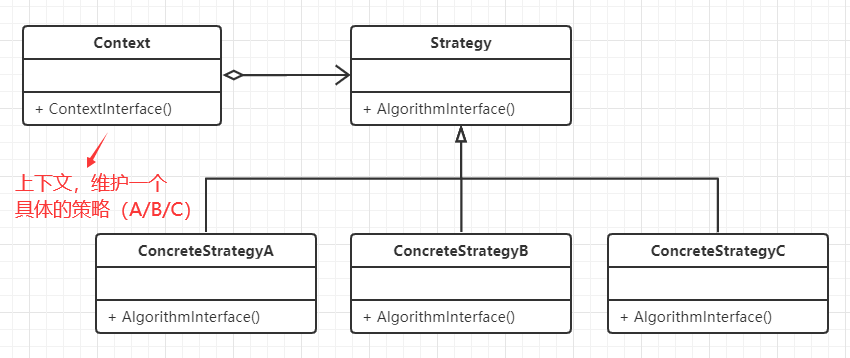 Context
Strategy
+ ContextInterface()
+ AlgorithmInterface()
上下文，维护一个
具体的策略（A/B/C）
ConcreteStrategyA
ConcreteStrategyB
ConcreteStrategyC
+ AlgorithmInterface()
+ AlgorithmInterface()
+ AlgorithmInterface()